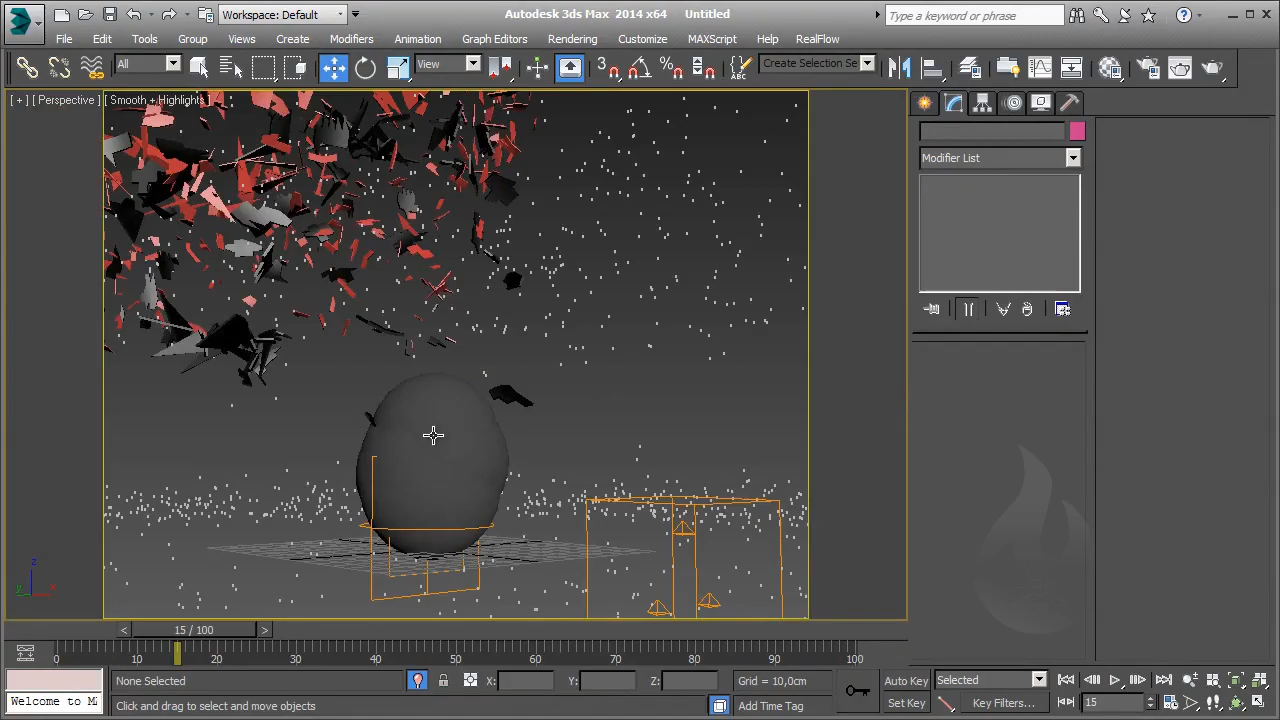 Workspace: Default
Autodesk 3ds Max 2014 x64 Untitled
Type a keyword or phrase
File Edit Tools Group Views Create Modifiers Animation Graph Editors Rendering Customize MAXScript Help RealFlow
All
View
3
Create Selection Se
[ + ] [ Perspective ] [ Smooth + Highlights ]
Modifier List
z
y
x
< 15 / 100 >
0 10 20 30 40 50 60 70 80 90 100
None Selected
X:
Y:
Z:
Grid = 10,0cm
Auto Key
Selected
Welcome to M
Click and drag to select and move objects
Add Time Tag
Set Key
Key Filters...
15